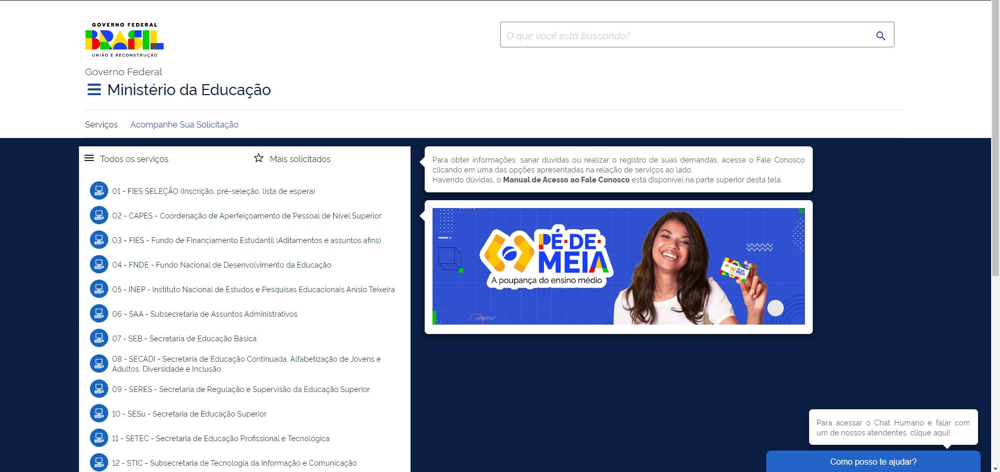 GOVERNO FEDERAL
BRASIL
UNIÃO E RECONSTRUÇÃO
O que você está buscando?
Governo Federal
Ministério da Educação
Serviços
Acompanhe Sua Solicitação
Todos os serviços
Mais solicitados
01 - FIES SELEÇÃO (Inscrição, pré-seleção, lista de espera)
02 - CAPES - Coordenação de Aperfeiçoamento de Pessoal de Nível Superior
03 - FIES - Fundo de Financiamento Estudantil (Aditamentos e assuntos afins)
04 - FNDE - Fundo Nacional de Desenvolvimento da Educação
05 - INEP - Instituto Nacional de Estudos e Pesquisas Educacionais Anísio Teixeira
06 - SAA - Subsecretaria de Assuntos Administrativos
07 - SEB - Secretaria de Educação Básica
08 - SECADI - Secretaria de Educação Continuada, Alfabetização de Jovens e
Adultos, Diversidade e Inclusão
09 - SERES - Secretaria de Regulação e Supervisão da Educação Superior
10 - SESu - Secretaria de Educação Superior
11 - SETEC - Secretaria de Educação Profissional e Tecnológica
12 - STIC - Subsecretaria de Tecnologia da Informação e Comunicação
Para obter informações, sanar dúvidas ou realizar o registro de suas demandas, acesse o Fale Conosco
clicando em uma das opções apresentadas na relação de serviços ao lado.
Havendo dúvidas, o Manual de Acesso ao Fale Conosco está disponível na parte superior desta tela.
PÉ-DE-
MEIA
A poupança do ensino médio
PÉ-DE-
MEIA
Para acessar o Chat Humano e falar com
um de nossos atendentes, clique aqui!
Como posso te ajudar?